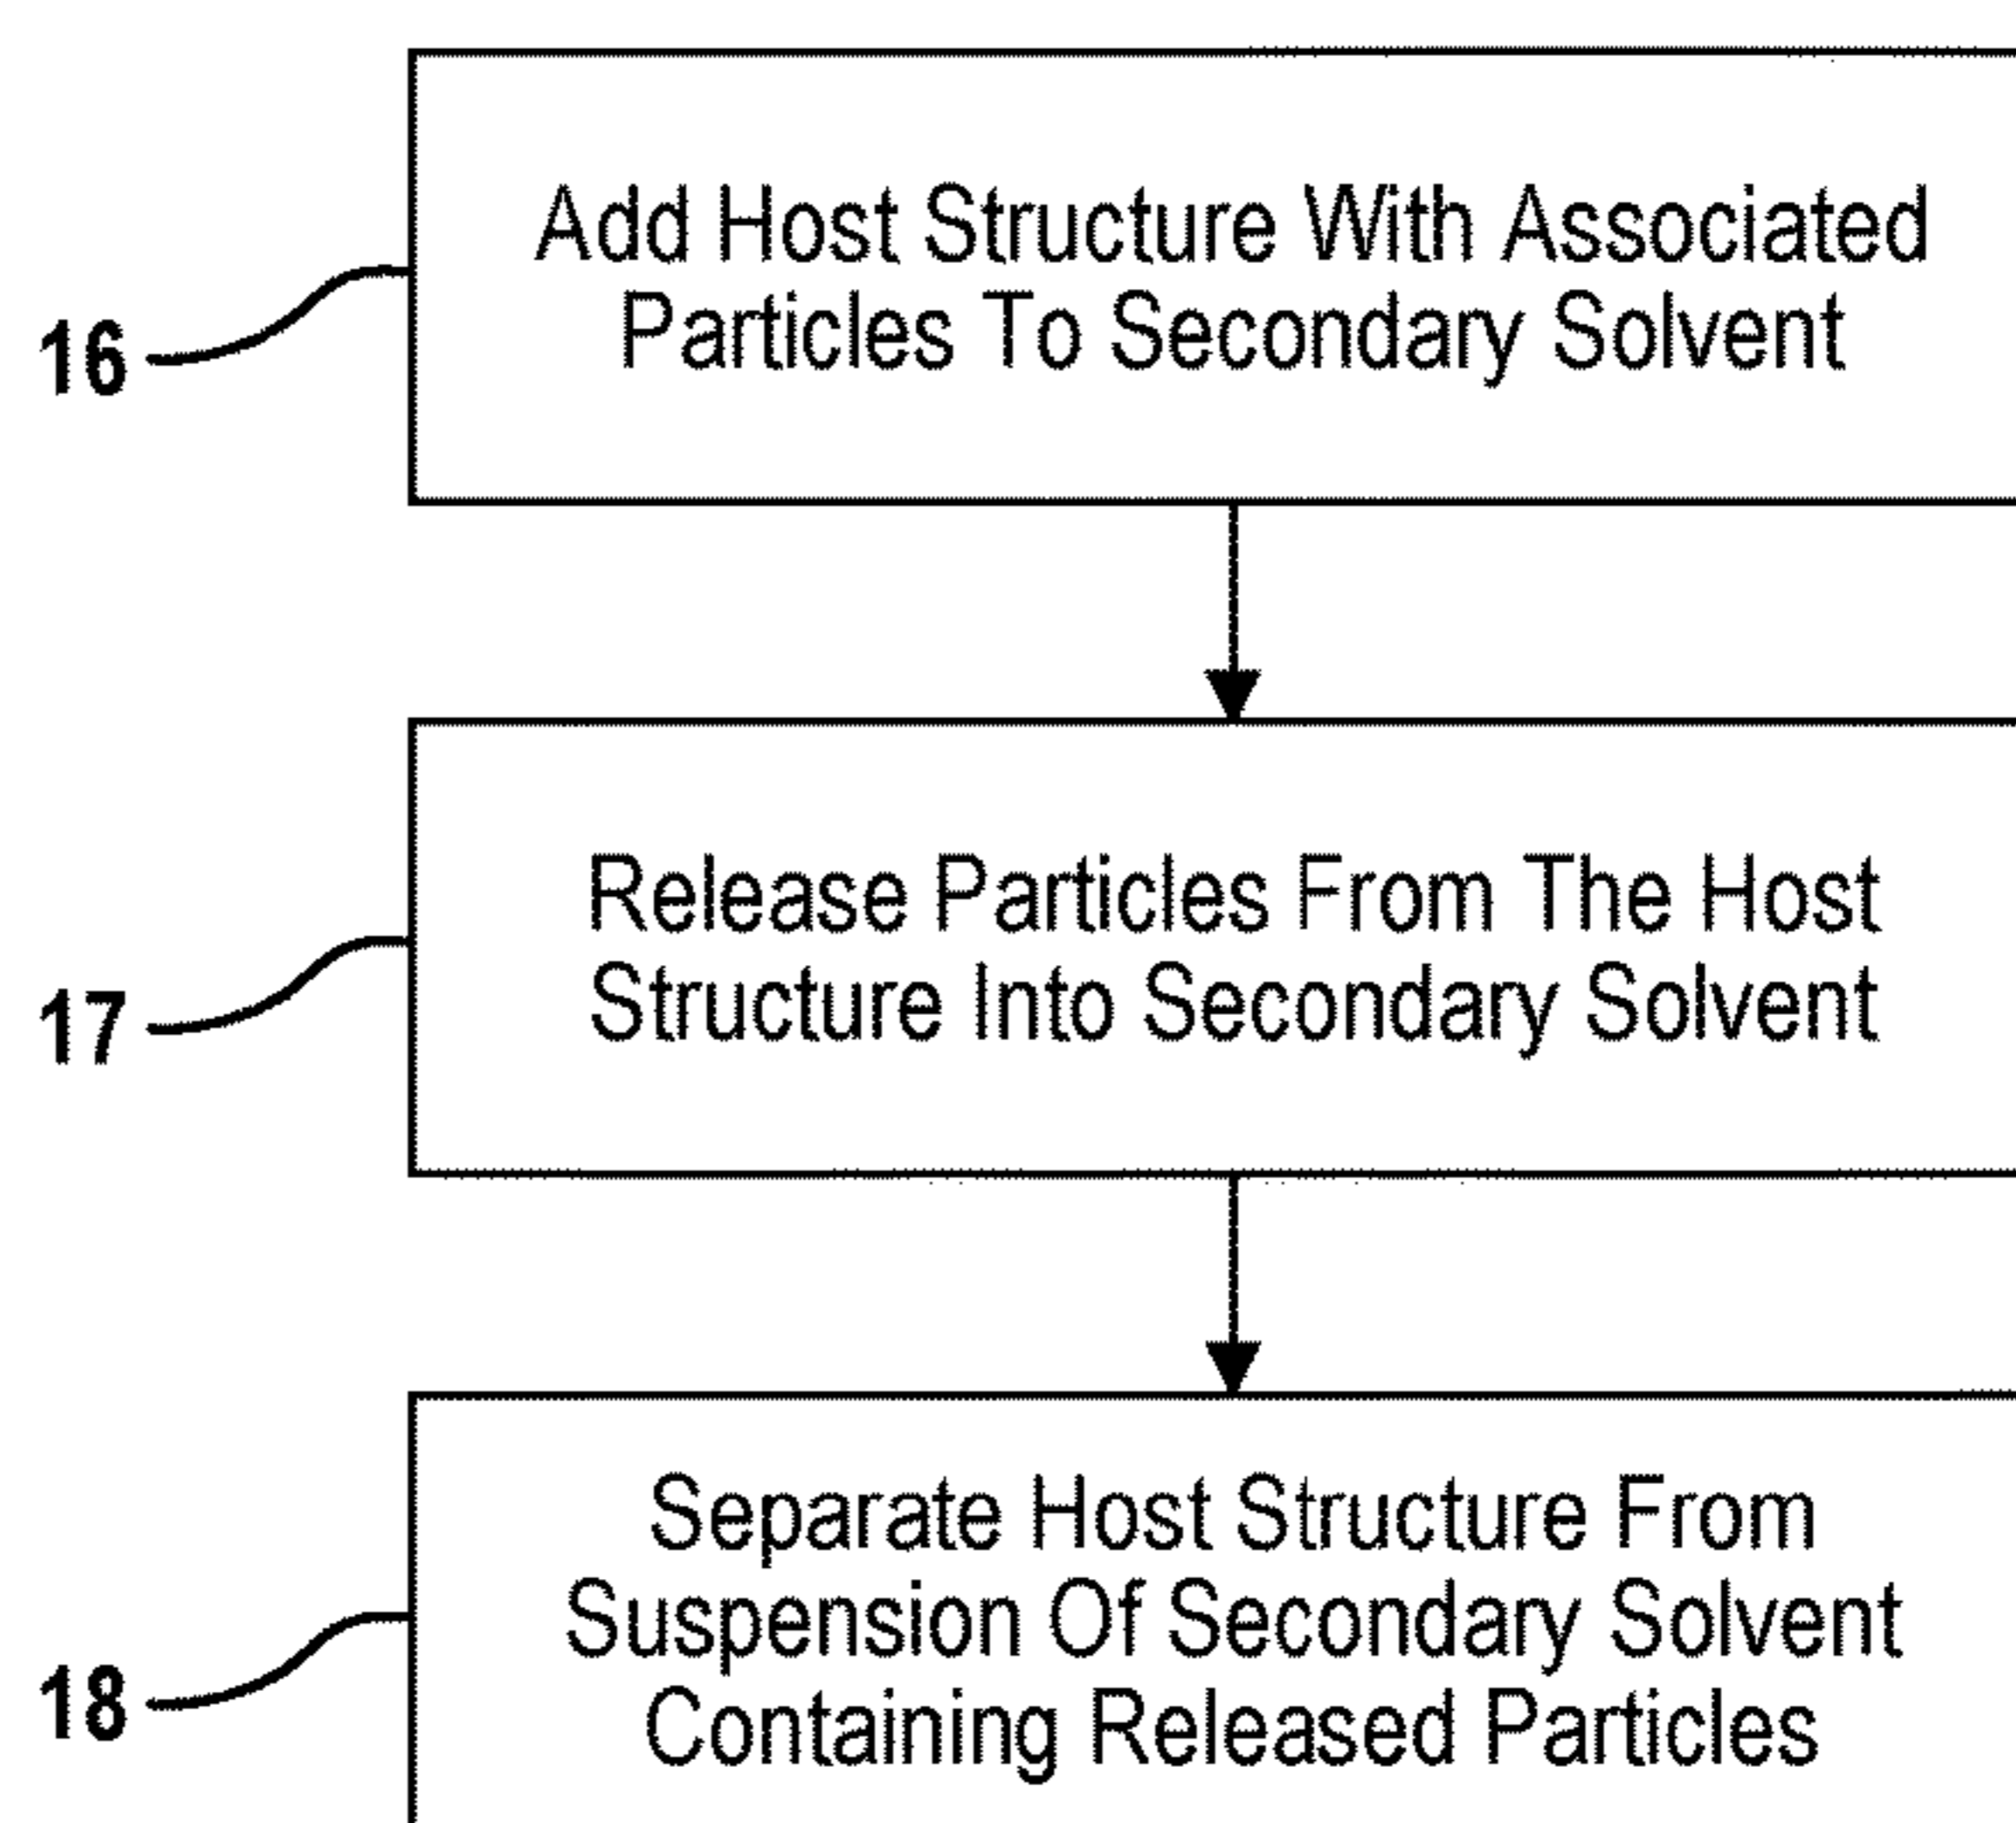 Add Host Structure With Associated
Particles To Secondary Solvent
16
Release Particles From The Host
Structure Into Secondary Solvent
17
Separate Host Structure From
Suspension Of Secondary Solvent
Containing Released Particles
18